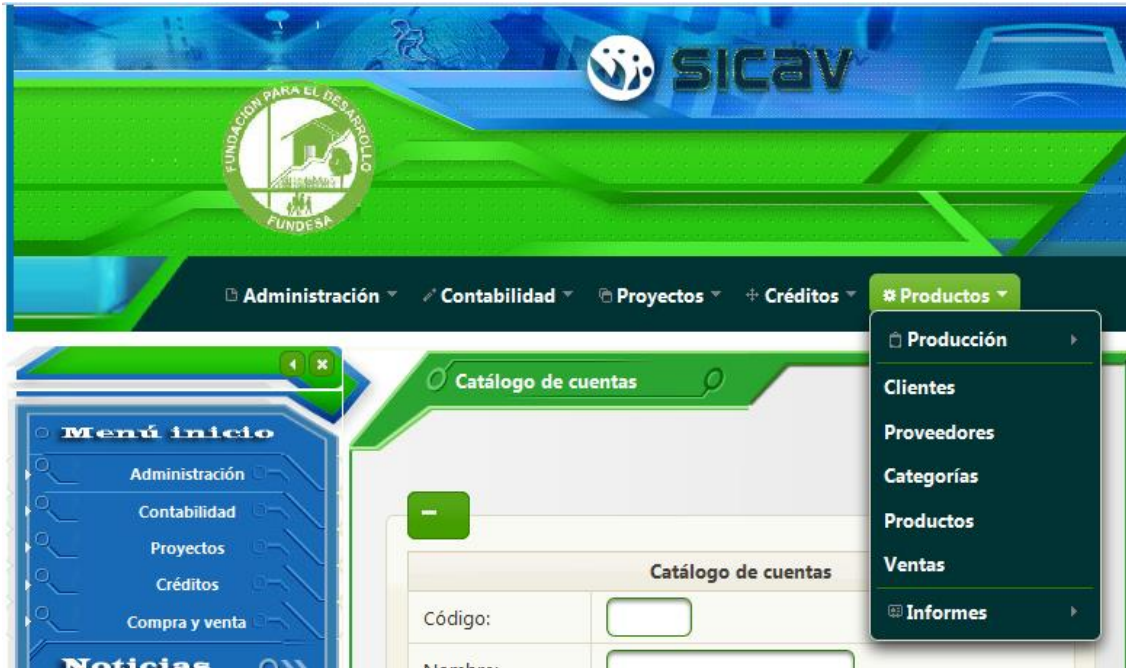 sicav
FUNDACION PARA EL DESARROLLO
FUNDESA
Administración
Contabilidad
Proyectos
Créditos
Productos
Producción
Clientes
Proveedores
Categorías
Productos
Ventas
Informes
Menú inicio
Administración
Contabilidad
Proyectos
Créditos
Compra y venta
Noticias
Catálogo de cuentas
Catálogo de cuentas
Código:
Nombre: